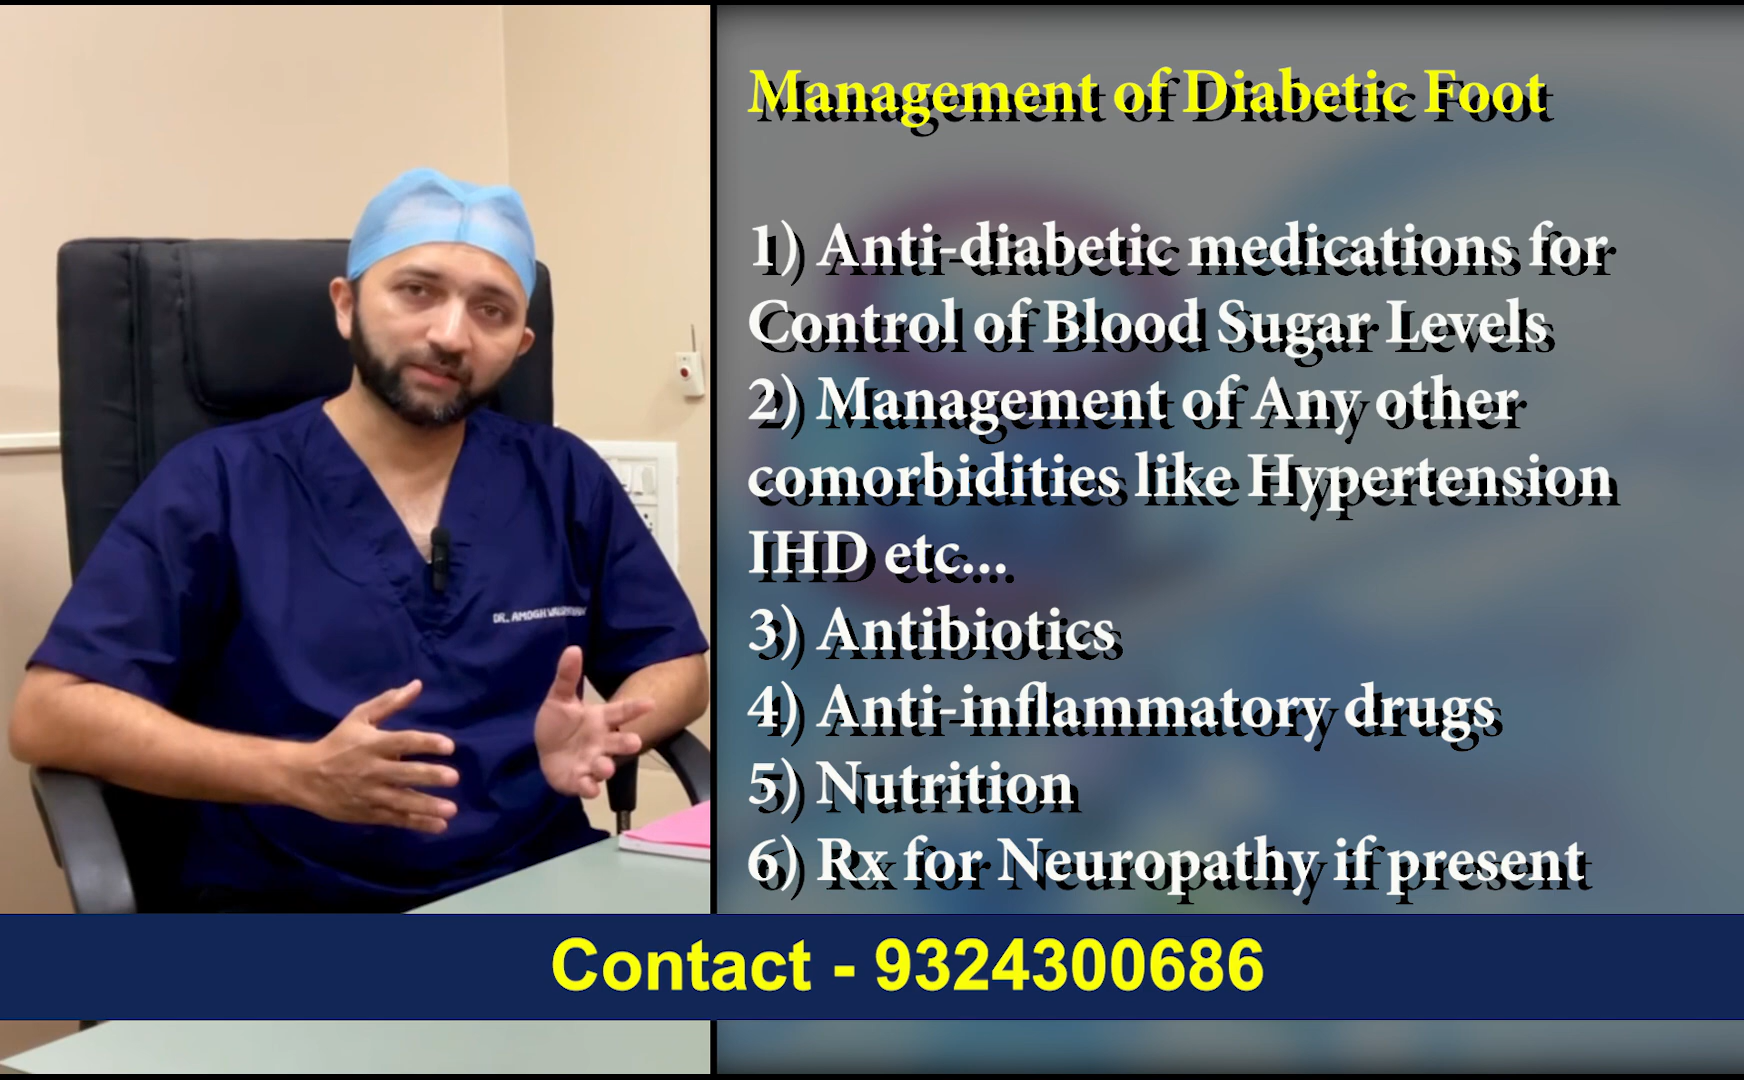 Management of Diabetic Foot
1) Anti-diabetic medications for
Control of Blood Sugar Levels
2) Management of Any other
comorbidities like Hypertension
IHD etc...
3) Antibiotics
4) Anti-inflammatory drugs
5) Nutrition
6) Rx for Neuropathy if present
DR. AMOGH
Contact - 9324300686